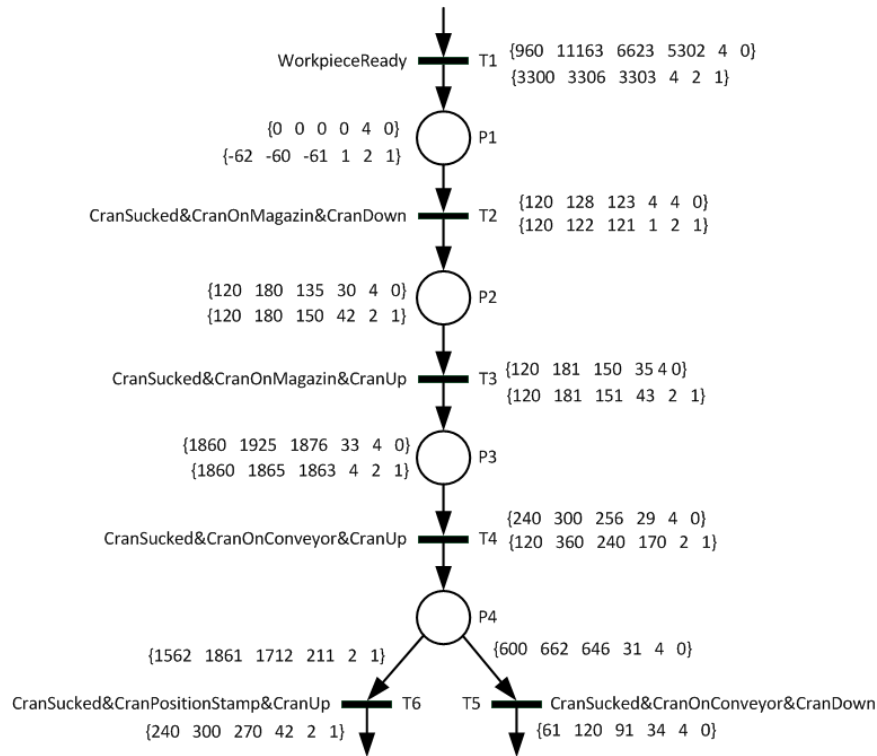 WorkpieceReady T1 {960 11163 6623 5302 4 0}
{3300 3306 3303 4 2 1}
{0 0 0 0 4 0}
P1
{-62 -60 -61 1 2 1}
CranSucked&CranOnMagazin&CranDown T2 {120 128 123 4 4 0}
{120 122 121 1 2 1}
{120 180 135 30 4 0}
P2
{120 180 150 42 2 1}
CranSucked&CranOnMagazin&CranUp T3 {120 181 150 35 4 0}
{120 181 151 43 2 1}
{1860 1925 1876 33 4 0}
P3
{1860 1865 1863 4 2 1}
CranSucked&CranOnConveyor&CranUp T4 {240 300 256 29 4 0}
{120 360 240 170 2 1}
P4
{1562 1861 1712 211 2 1} {600 662 646 31 4 0}
CranSucked&CranPositionStamp&CranUp T6 T5 CranSucked&CranOnConveyor&CranDown
{240 300 270 42 2 1} {61 120 91 34 4 0}